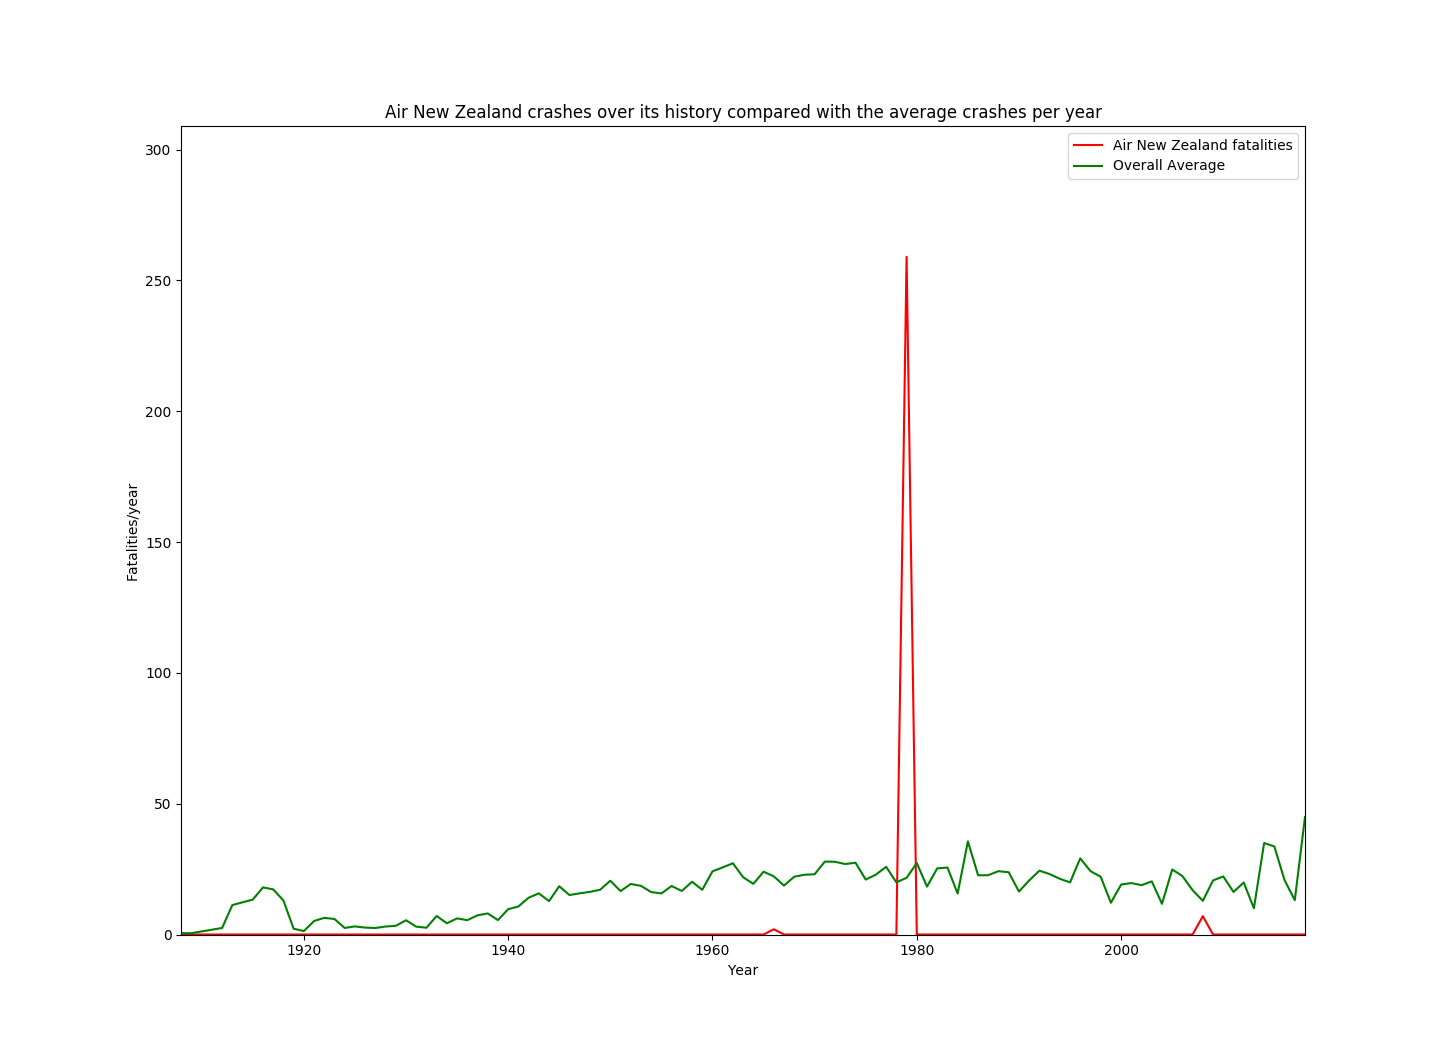 Air New Zealand crashes over its history compared with the average crashes per year
Air New Zealand fatalities
Overall Average
300
250
200
150
100
50
0
Fatalities/year
1920 1940 1960 1980 2000
Year